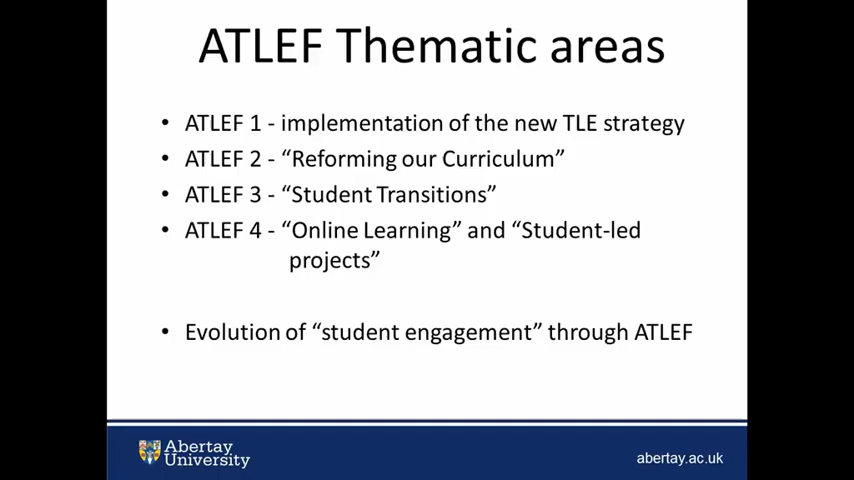 ATLEF Thematic areas
• ATLEF 1 - implementation of the new TLE strategy
• ATLEF 2 - “Reforming our Curriculum”
• ATLEF 3 - “Student Transitions”
• ATLEF 4 - “Online Learning” and “Student-led
projects”
• Evolution of “student engagement” through ATLEF
Abertay
University
abertay.ac.uk